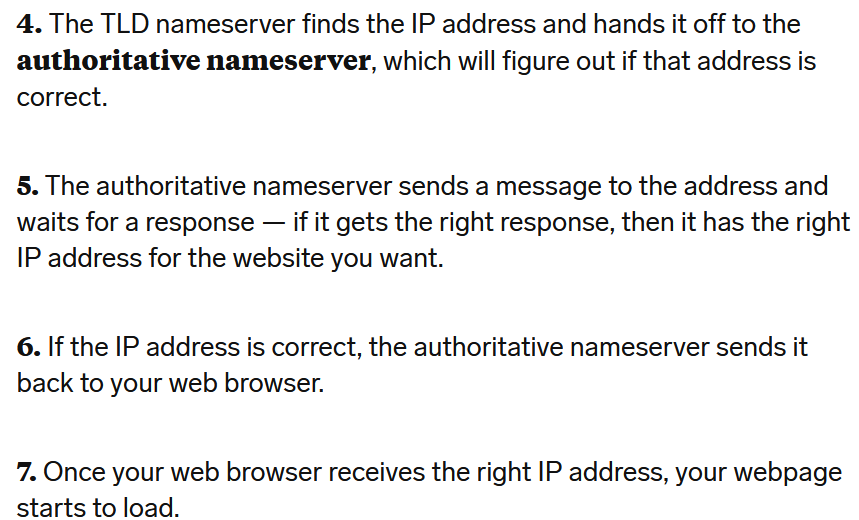 4. The TLD nameserver finds the IP address and hands it off to the
authoritative nameserver, which will figure out if that address is
correct.
5. The authoritative nameserver sends a message to the address and
waits for a response — if it gets the right response, then it has the right
IP address for the website you want.
6. If the IP address is correct, the authoritative nameserver sends it
back to your web browser.
7. Once your web browser receives the right IP address, your webpage
starts to load.